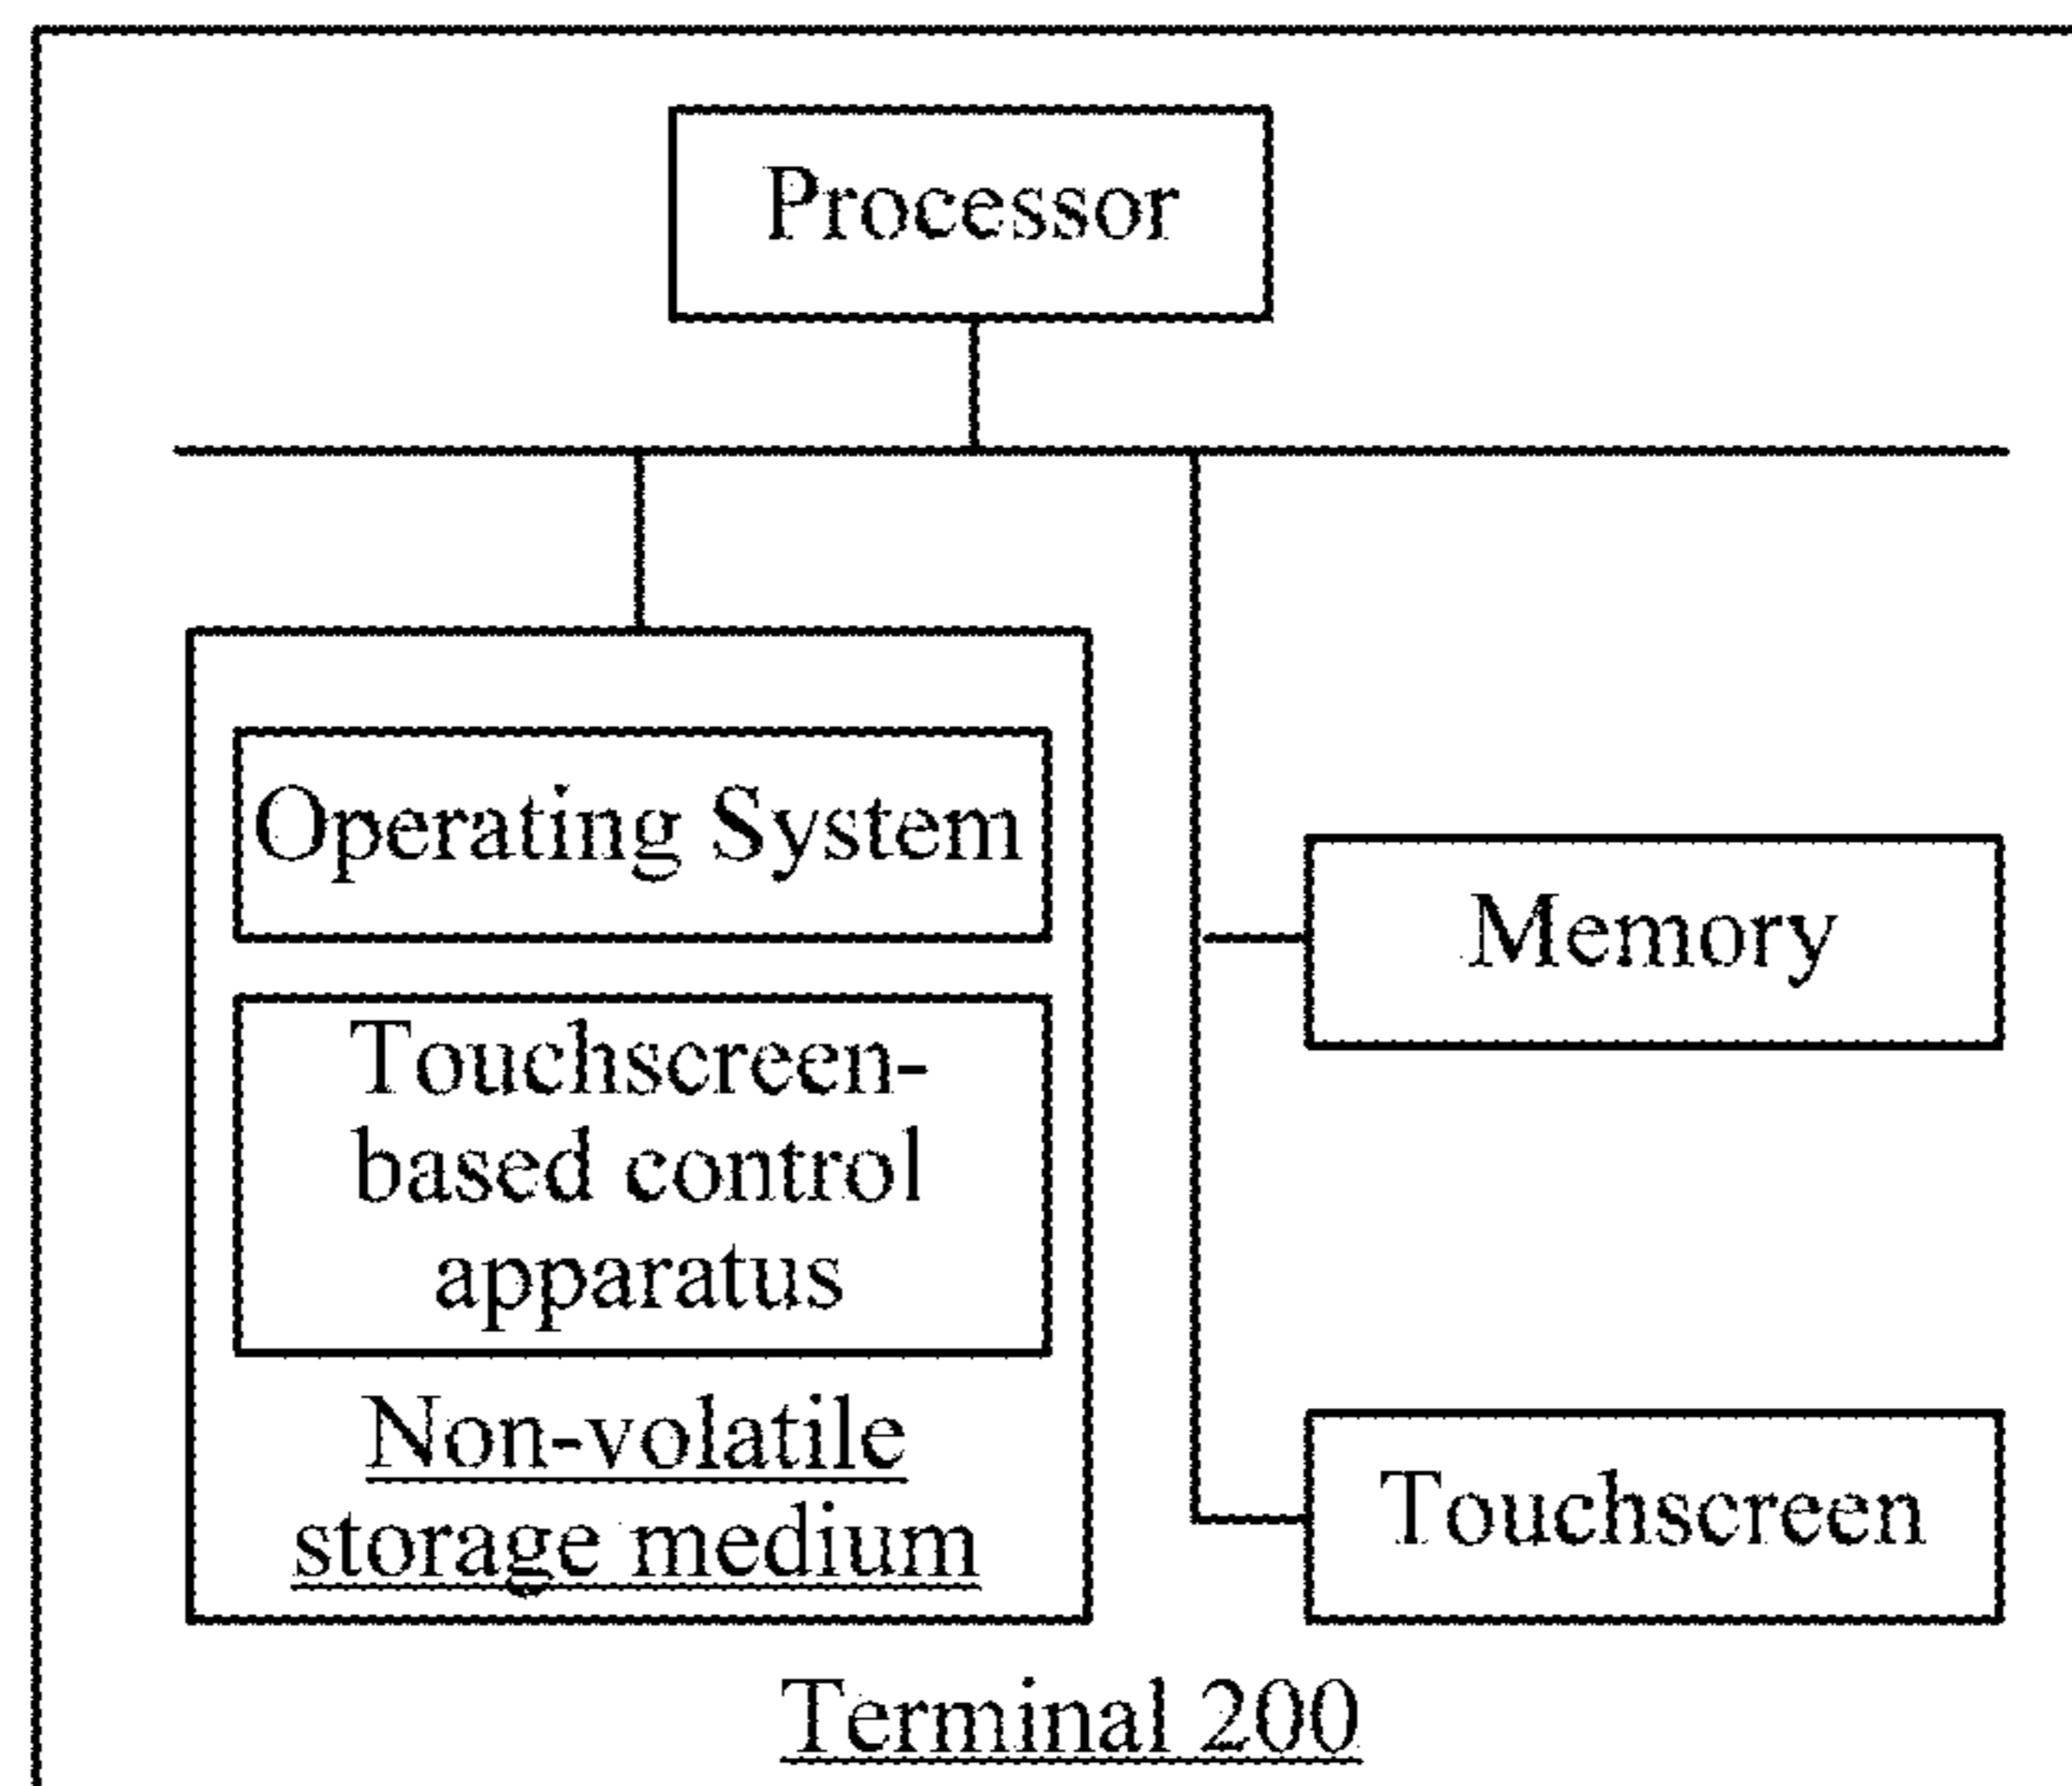 Processor
Operating System
Touchscreen-
based control
apparatus
Non-volatile
storage medium
Memory
Touchscreen
Terminal 200